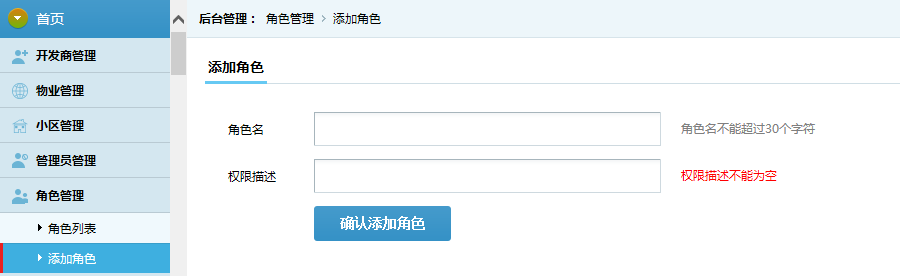 首页
开发商管理
物业管理
小区管理
管理员管理
角色管理
角色列表
添加角色
后台管理： 角色管理 > 添加角色
添加角色
角色名 角色名不能超过30个字符
权限描述 权限描述不能为空
确认添加角色